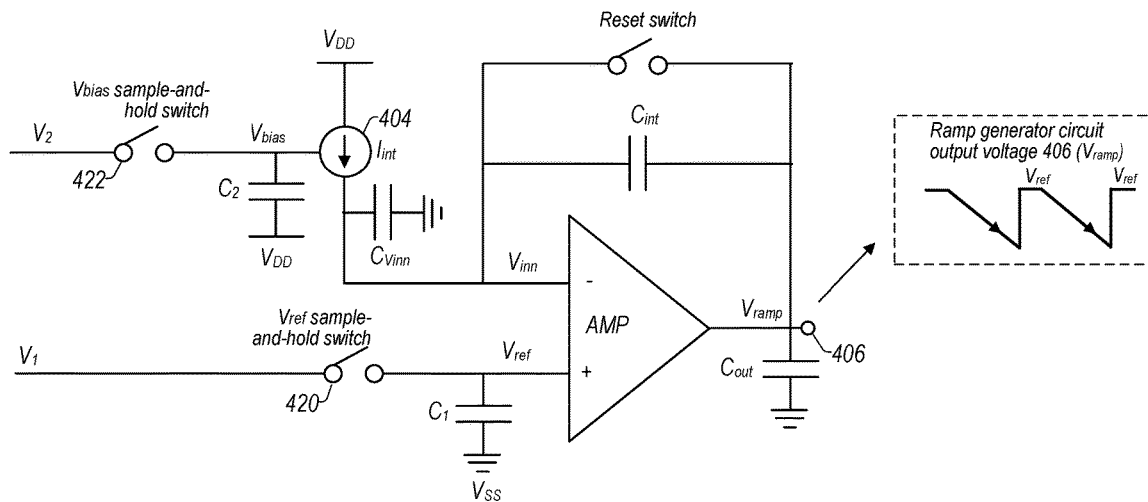 Reset switch
V_DD
V_bias sample-and-
hold switch
V_2
V_bias
404
I_int
422
C_2
V_DD
C_Vinn
C_int
Ramp generator circuit
output voltage 406 (V_ramp)
V_ref
V_ref
V_inn
-
AMP
+
V_ramp
406
C_out
V_ref sample-
and-hold switch
V_1
V_ref
420
C_1
V_SS